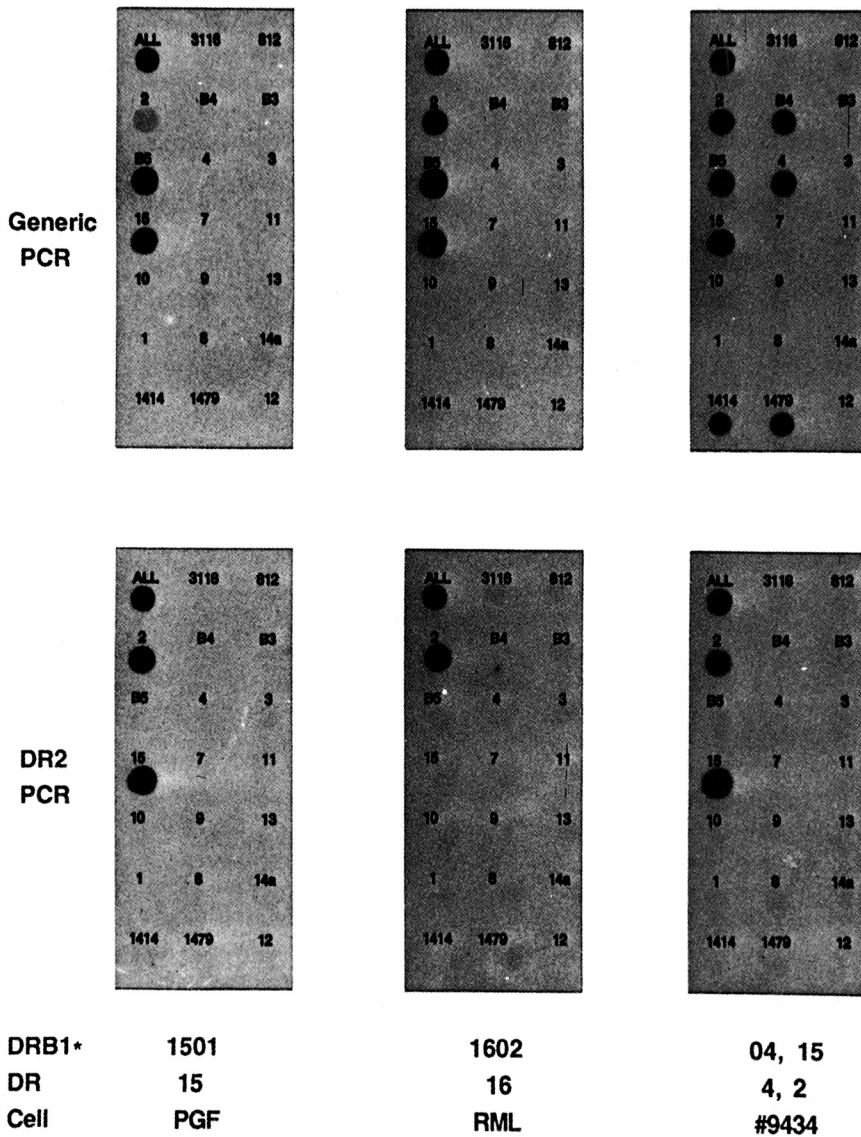 ALL 3116 812 ALL 3116 812 ALL 3116 812
2 B4 B3 2 B4 B3 2 B4 B3
B5 4 3 B5 4 3 B5 4 3
15 7 11 15 7 11 15 7 11
Generic
PCR
10 9 13 10 9 13 10 9 13
1 8 14a 1 8 14a 1 8 14a
1414 1479 12 1414 1479 12 1414 1479 12
ALL 3116 812 ALL 3116 812 ALL 3116 812
2 B4 B3 2 B4 B3 2 B4 B3
B5 4 3 B5 4 3 B5 4 3
15 7 11 15 7 11 15 7 11
DR2
PCR
10 9 13 10 9 13 10 9 13
1 8 14a 1 8 14a 1 8 14a
1414 1479 12 1414 1479 12 1414 1479 12
DRB1* 1501 1602 04, 15
DR 15 16 4, 2
Cell PGF RML #9434